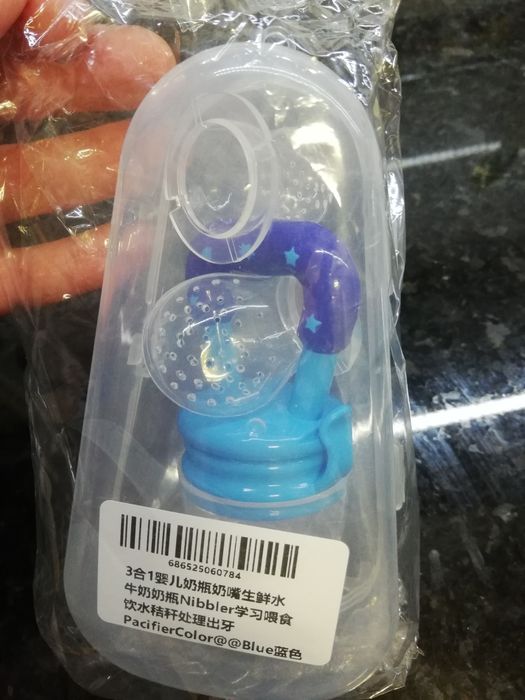 686525060784
3合1婴儿奶瓶奶嘴生鲜水
牛奶奶瓶Nibbler学习喂食
饮水秸秆处理出牙
PacifierColor@@Blue蓝色